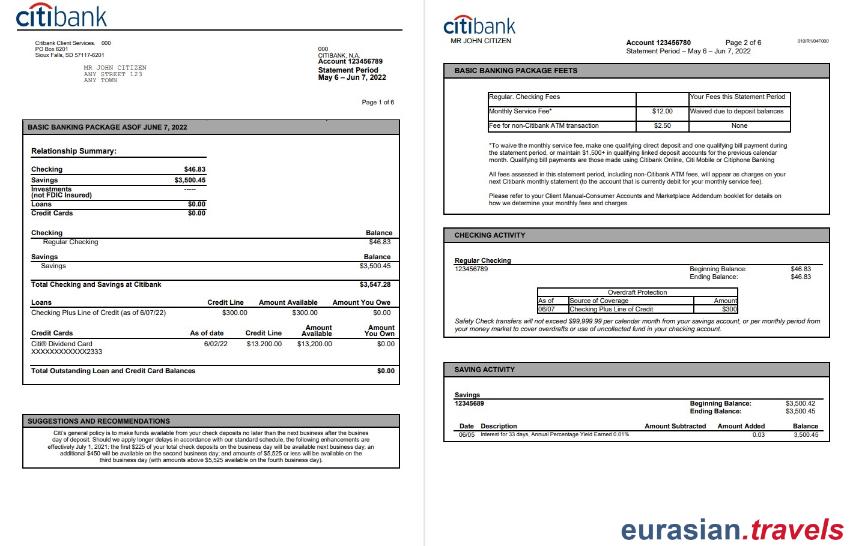 citibank
Citibank Client Services, 000
PO Box 6201
Sioux Falls, SD 57117-6201
MR JOHN CITIZEN
ANY STREET 123
ANY TOWN
000
CITIBANK, N.A.
Account 123456789
Statement Period
May 6 – Jun 7, 2022
Page 1 of 6
BASIC BANKING PACKAGE ASOF JUNE 7, 2022
Relationship Summary:
Checking $46.83
Savings $3,500.45
Investments -----
(not FDIC Insured)
Loans $0.00
Credit Cards $0.00
Checking Balance
Regular Checking $46.83
Savings Balance
Savings $3,500.45
Total Checking and Savings at Citibank $3,547.28
Loans Credit Line Amount Available Amount You Owe
Checking Plus Line of Credit (as of 6/07/22) $300.00 $300.00 $0.00
Credit Cards As of date Credit Line Amount Available Amount You Own
Citi® Dividend Card 6/02/22 $13,200.00 $13,200.00 $0.00
XXXXXXXXXXXX2333
Total Outstanding Loan and Credit Card Balances $0.00
SUGGESTIONS AND RECOMMENDATIONS
Citi's general policy is to make funds available from your check deposits no later than the next business after the busines
day of deposit. Should we apply longer delays in accordance with our standard schedule, the following enhancements are
effectively July 1, 2021; the first $225 of your total check deposits on the business day will be available next business day; an
additional $450 will be available on the second business day; and amounts of $5,525 or less will be available on the
third business day (with amounts above $5,525 available on the fourth business day).
citibank
MR JOHN CITIZEN
Account 123456780 Page 2 of 6
Statement Period – May 6 – Jun 7, 2022
BASIC BANKING PACKAGE FEETS
Regular. Checking Fees Your Fees this Statement Period
Monthly Service Fee* $12.00 Waived due to deposit balances
Fee for non-Citibank ATM transaction $2.50 None
*To waive the monthly service fee, make one qualifying direct deposit and one qualifying bill payment during
the statement period, or maintain $1,500+ in qualifying linked deposit accounts for the previous calendar
month. Qualifying bill payments are those made using Citibank Online, Citi Mobile or Citiphone Banking
All fees assessed in this statement period, including non-Citibank ATM fees, will appear as charges on your
next Citibank monthly statement (to the account that is currently debit for your monthly service fee).
Please refer to your Client Manual-Consumer Accounts and Marketplace Addendum booklet for details on
how we determine your monthly fees and charges
CHECKING ACTIVITY
Regular Checking
123456789 Beginning Balance: $46.83
Ending Balance: $46.83
Overdraft Protection
As of Source of Coverage Amount
06/07 Checking Plus Line of Credit $300
Safety Check transfers will not exceed $99,999.99 per calendar month from your savings account, or per monthly period from
your money market to cover overdrafts or use of uncollected fund in your checking account.
SAVING ACTIVITY
Savings
12345689 Beginning Balance: $3,500.42
Ending Balance: $3,500.45
Date Description Amount Subtracted Amount Added Balance
06/05 Interest for 33 days, Annual Percentage Yield Earned 0.01% 0.03 3,500.45
eurasian.travels